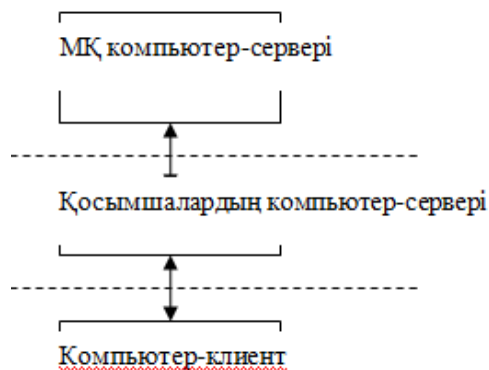 МҚ компьютер-сервері
Қосымшалардың компьютер-сервері
Компьютер-клиент